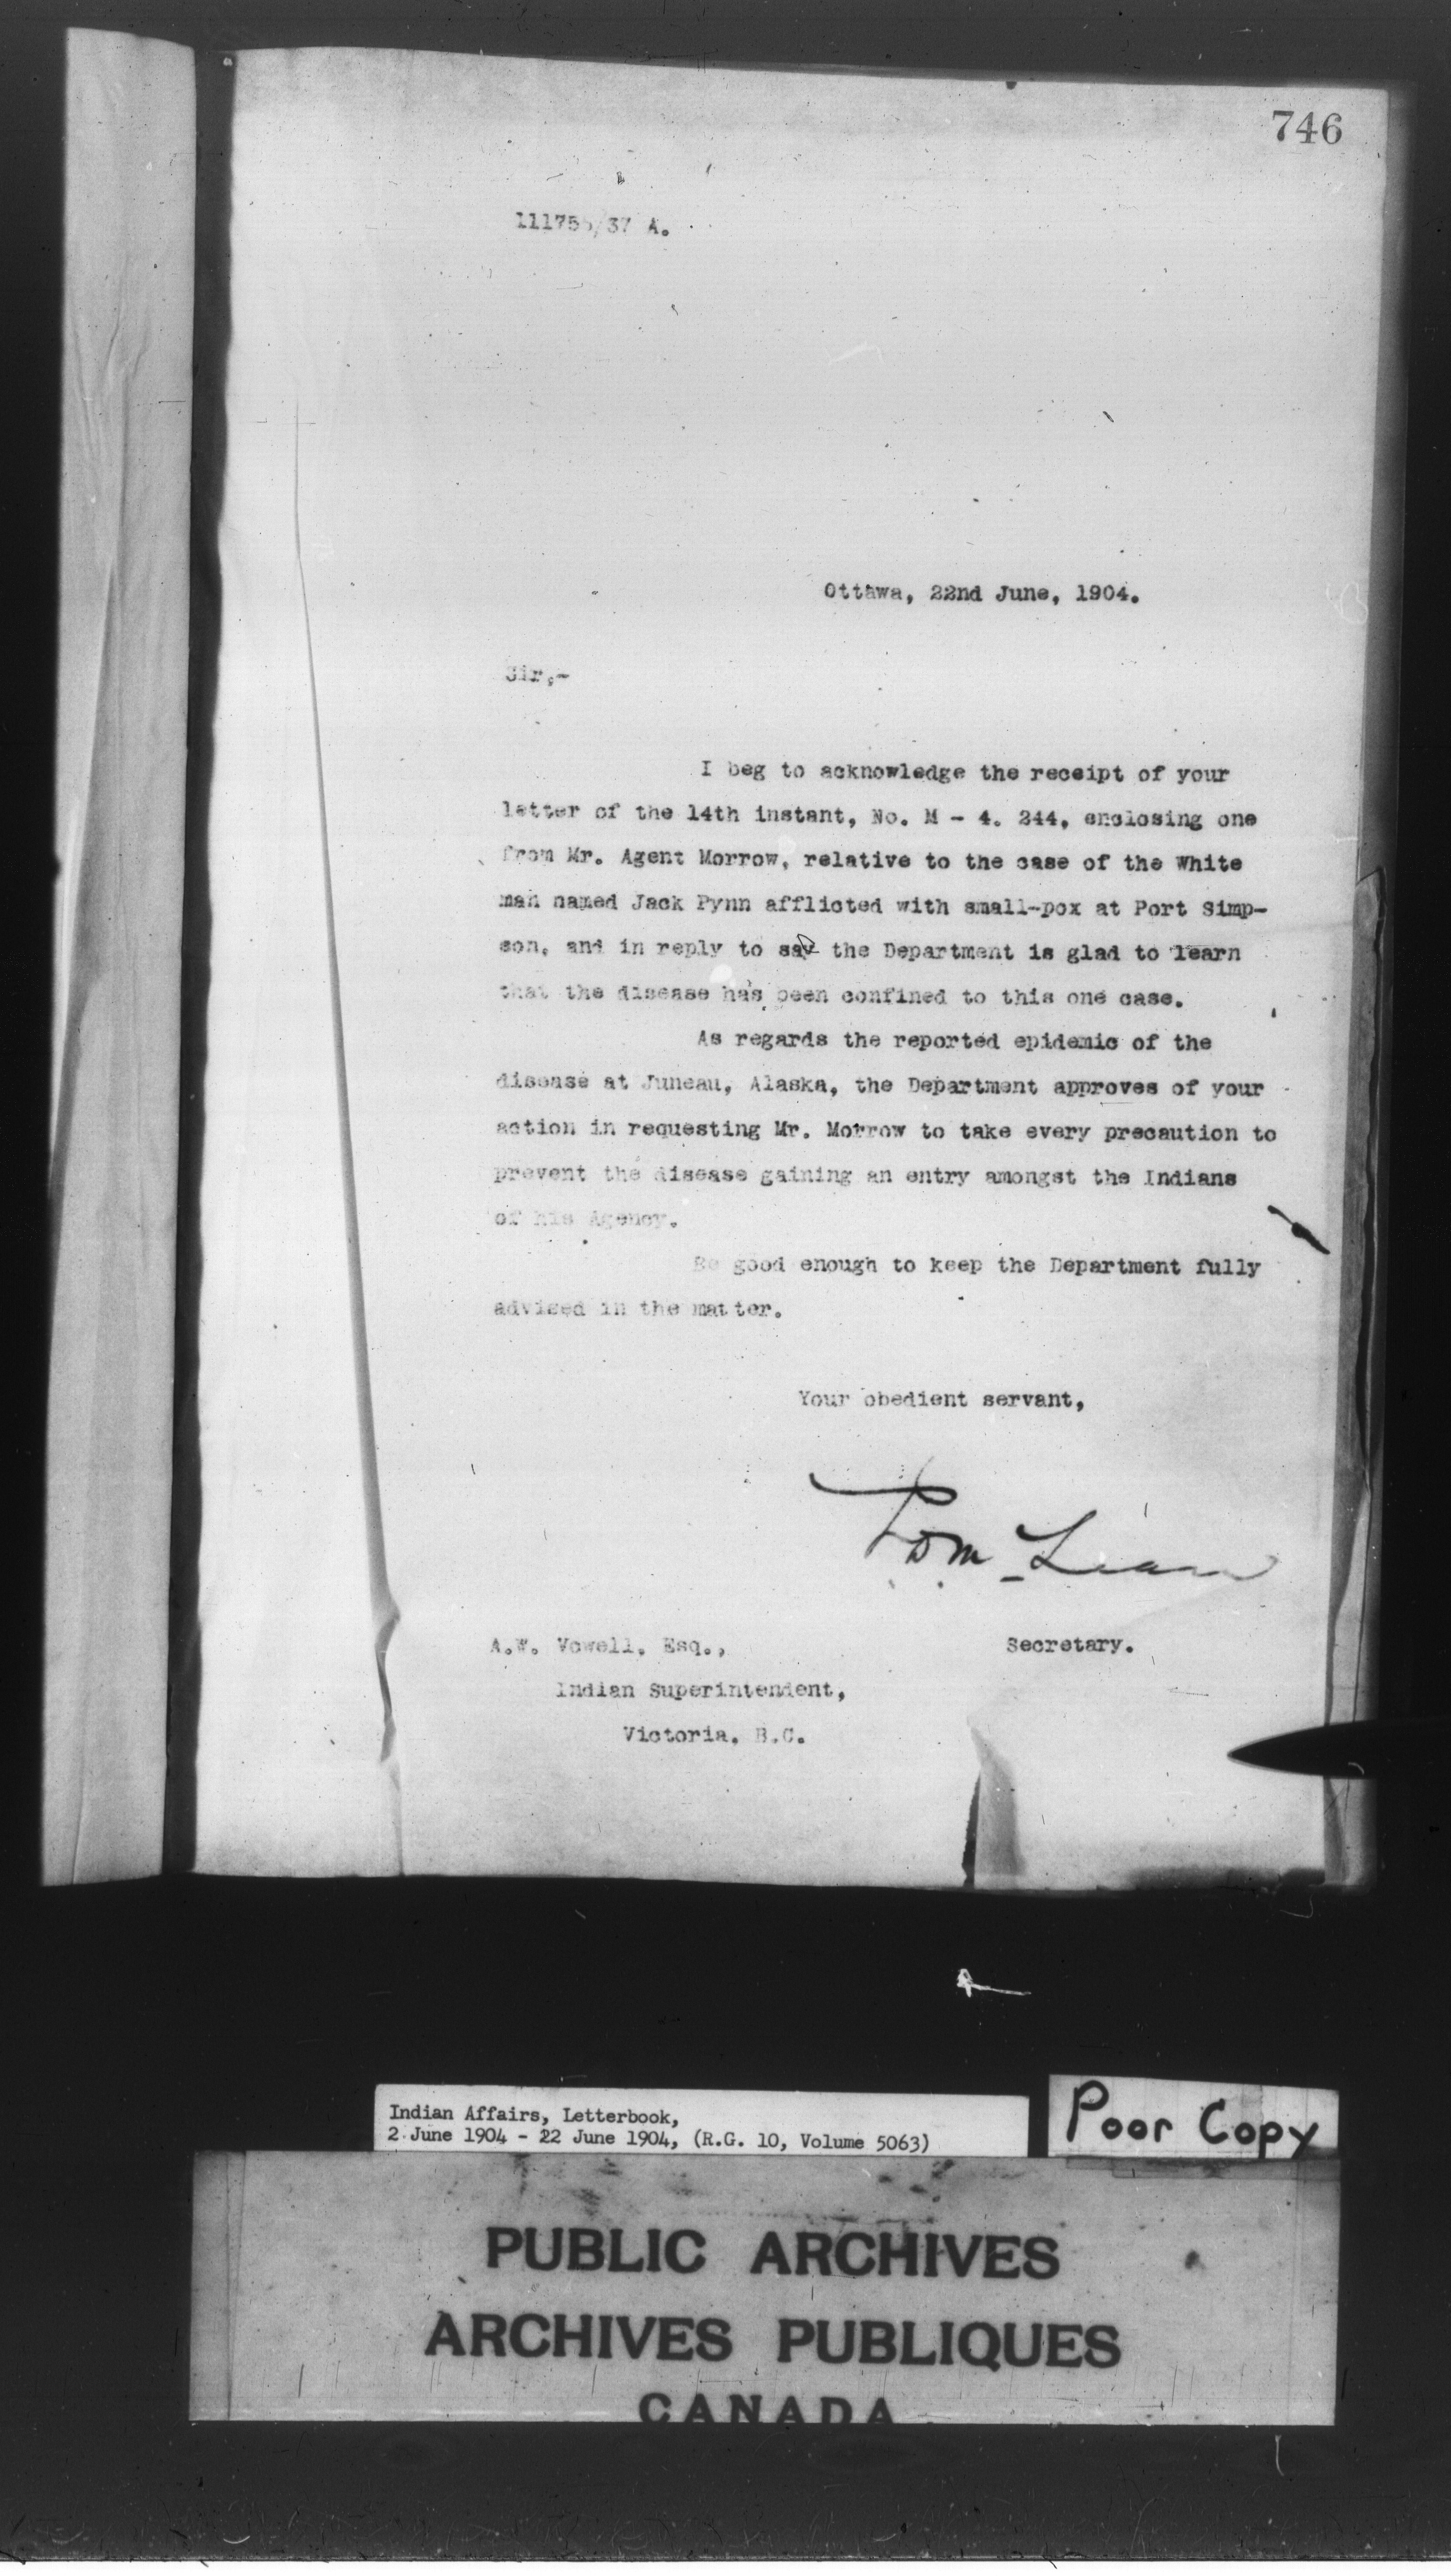 746
111755/37 A.
Ottawa, 22nd June, 1904.
Sir,-
I beg to acknowledge the receipt of your
letter of the 14th instant, No. M - 4. 244, enclosing one
from Mr. Agent Morrow, relative to the case of the White
man named Jack Pynn afflicted with small-pox at Port Simp-
son, and in reply to say the Department is glad to learn
that the disease has been confined to this one case.
As regards the reported epidemic of the
disease at Juneau, Alaska, the Department approves of your
action in requesting Mr. Morrow to take every precaution to
prevent the disease gaining an entry amongst the Indians
of his Agency.
Be good enough to keep the Department fully
advised in the matter.
Your obedient servant,
Secretary.
A.W. Vowell, Esq.,
Indian Superintendent,
Victoria, B.C.
Indian Affairs, Letterbook,
2 June 1904 - 22 June 1904, (R.G. 10, Volume 5063)
Poor Copy
PUBLIC ARCHIVES
ARCHIVES PUBLIQUES
CANADA